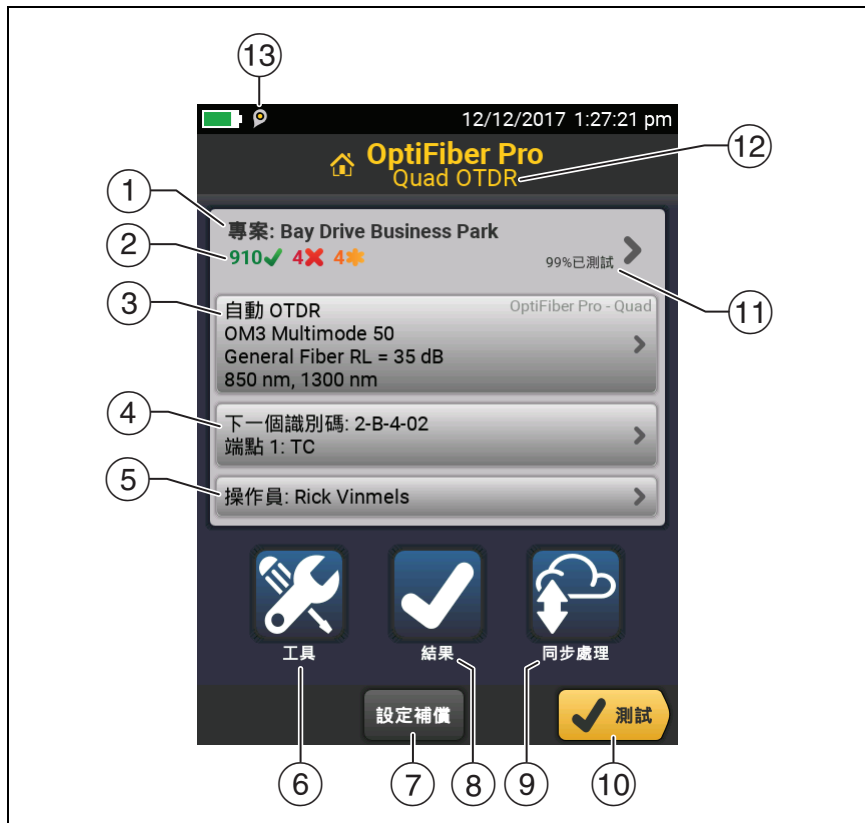 13
12/12/2017 1:27:21 pm
OptiFiber Pro
Quad OTDR
12
1
專案: Bay Drive Business Park
2
910 4 4
99%已測試
11
3
自動 OTDR
OptiFiber Pro - Quad
OM3 Multimode 50
General Fiber RL = 35 dB
850 nm, 1300 nm
4
下一個識別碼: 2-B-4-02
端點 1: TC
5
操作員: Rick Vinmels
工具
結果
同步處理
設定補償
測試
6
7
8
9
10